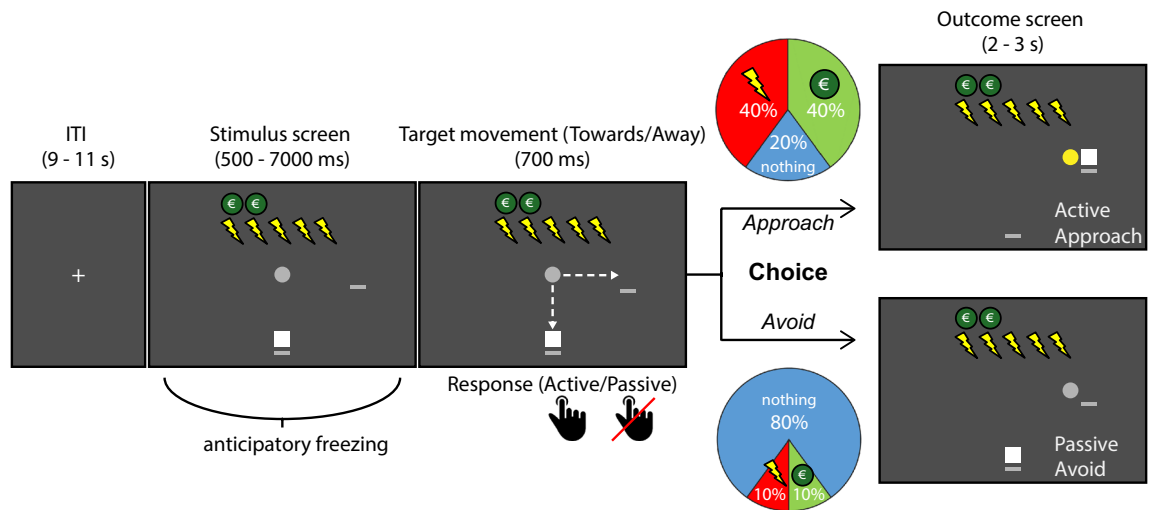 ITI
(9 - 11 s)
+
Stimulus screen
(500 - 7000 ms)
€ €
anticipatory freezing
Target movement (Towards/Away)
(700 ms)
€ €
Response (Active/Passive)
40%
€
40%
20%
nothing
Approach
Choice
Avoid
nothing
80%
€
10%
10%
Outcome screen
(2 - 3 s)
€ €
Active
Approach
€ €
Passive
Avoid